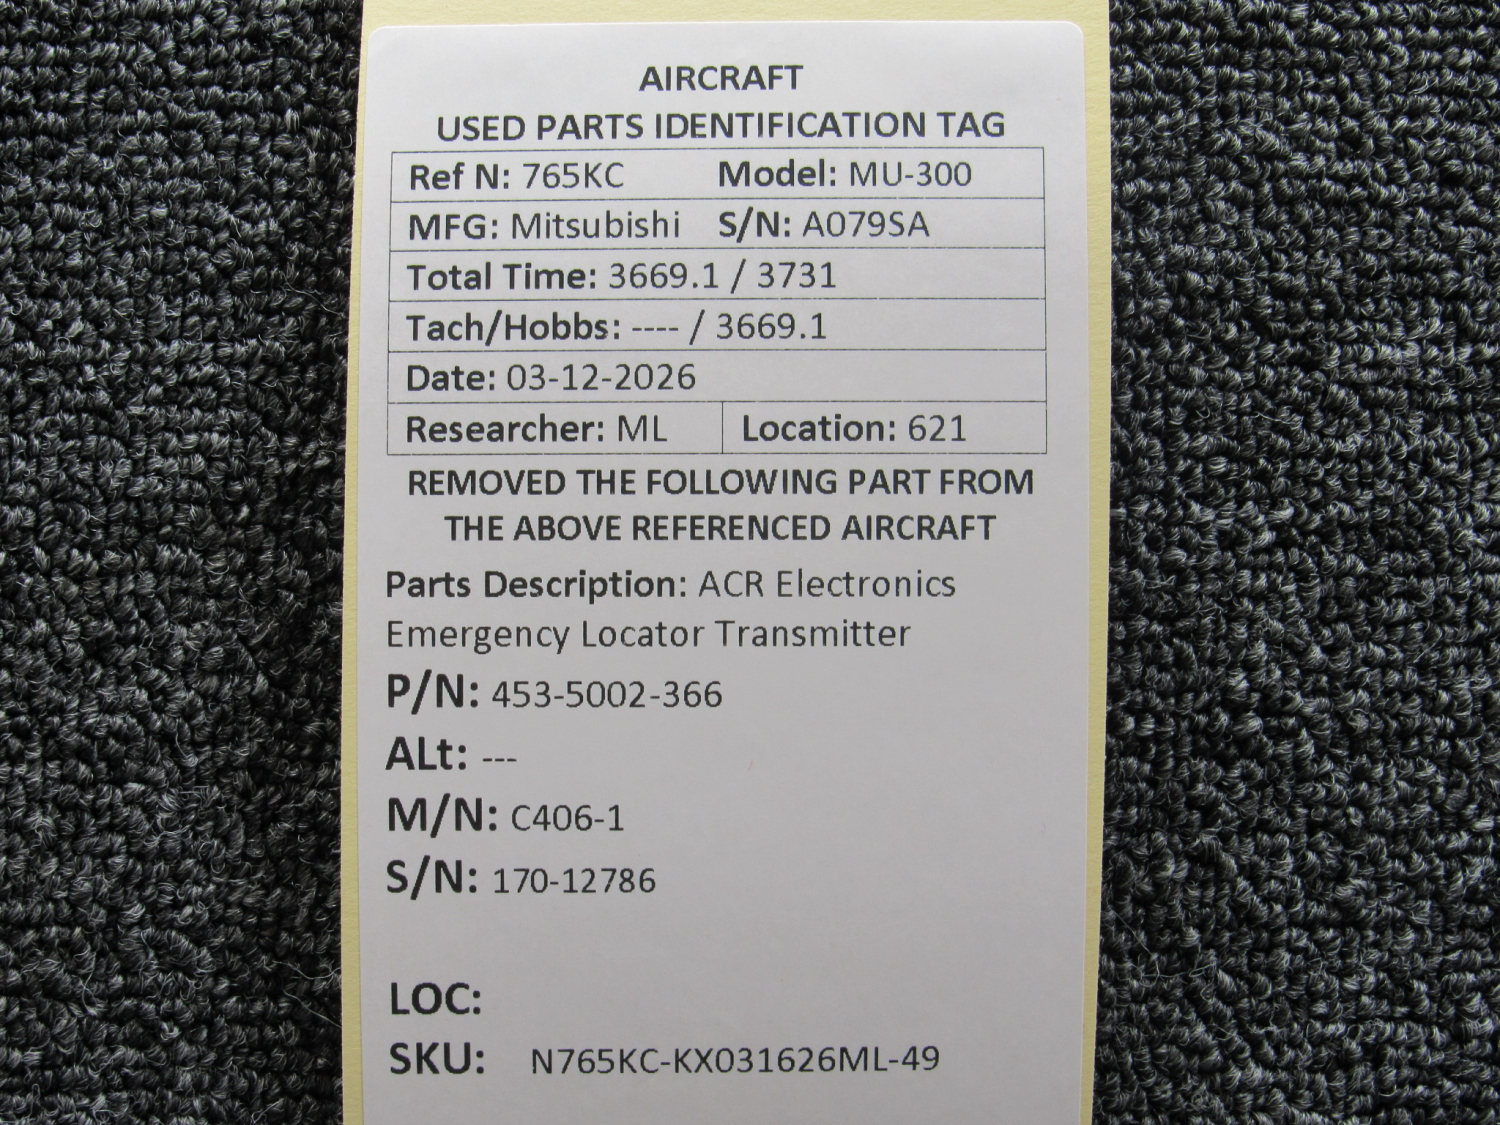 AIRCRAFT
USED PARTS IDENTIFICATION TAG
Ref N: 765KC Model: MU-300
MFG: Mitsubishi S/N: A079SA
Total Time: 3669.1 / 3731
Tach/Hobbs: ---- / 3669.1
Date: 03-12-2026
Researcher: ML Location: 621
REMOVED THE FOLLOWING PART FROM
THE ABOVE REFERENCED AIRCRAFT
Parts Description: ACR Electronics
Emergency Locator Transmitter
P/N: 453-5002-366
ALt: ---
M/N: C406-1
S/N: 170-12786
LOC:
SKU: N765KC-KX031626ML-49